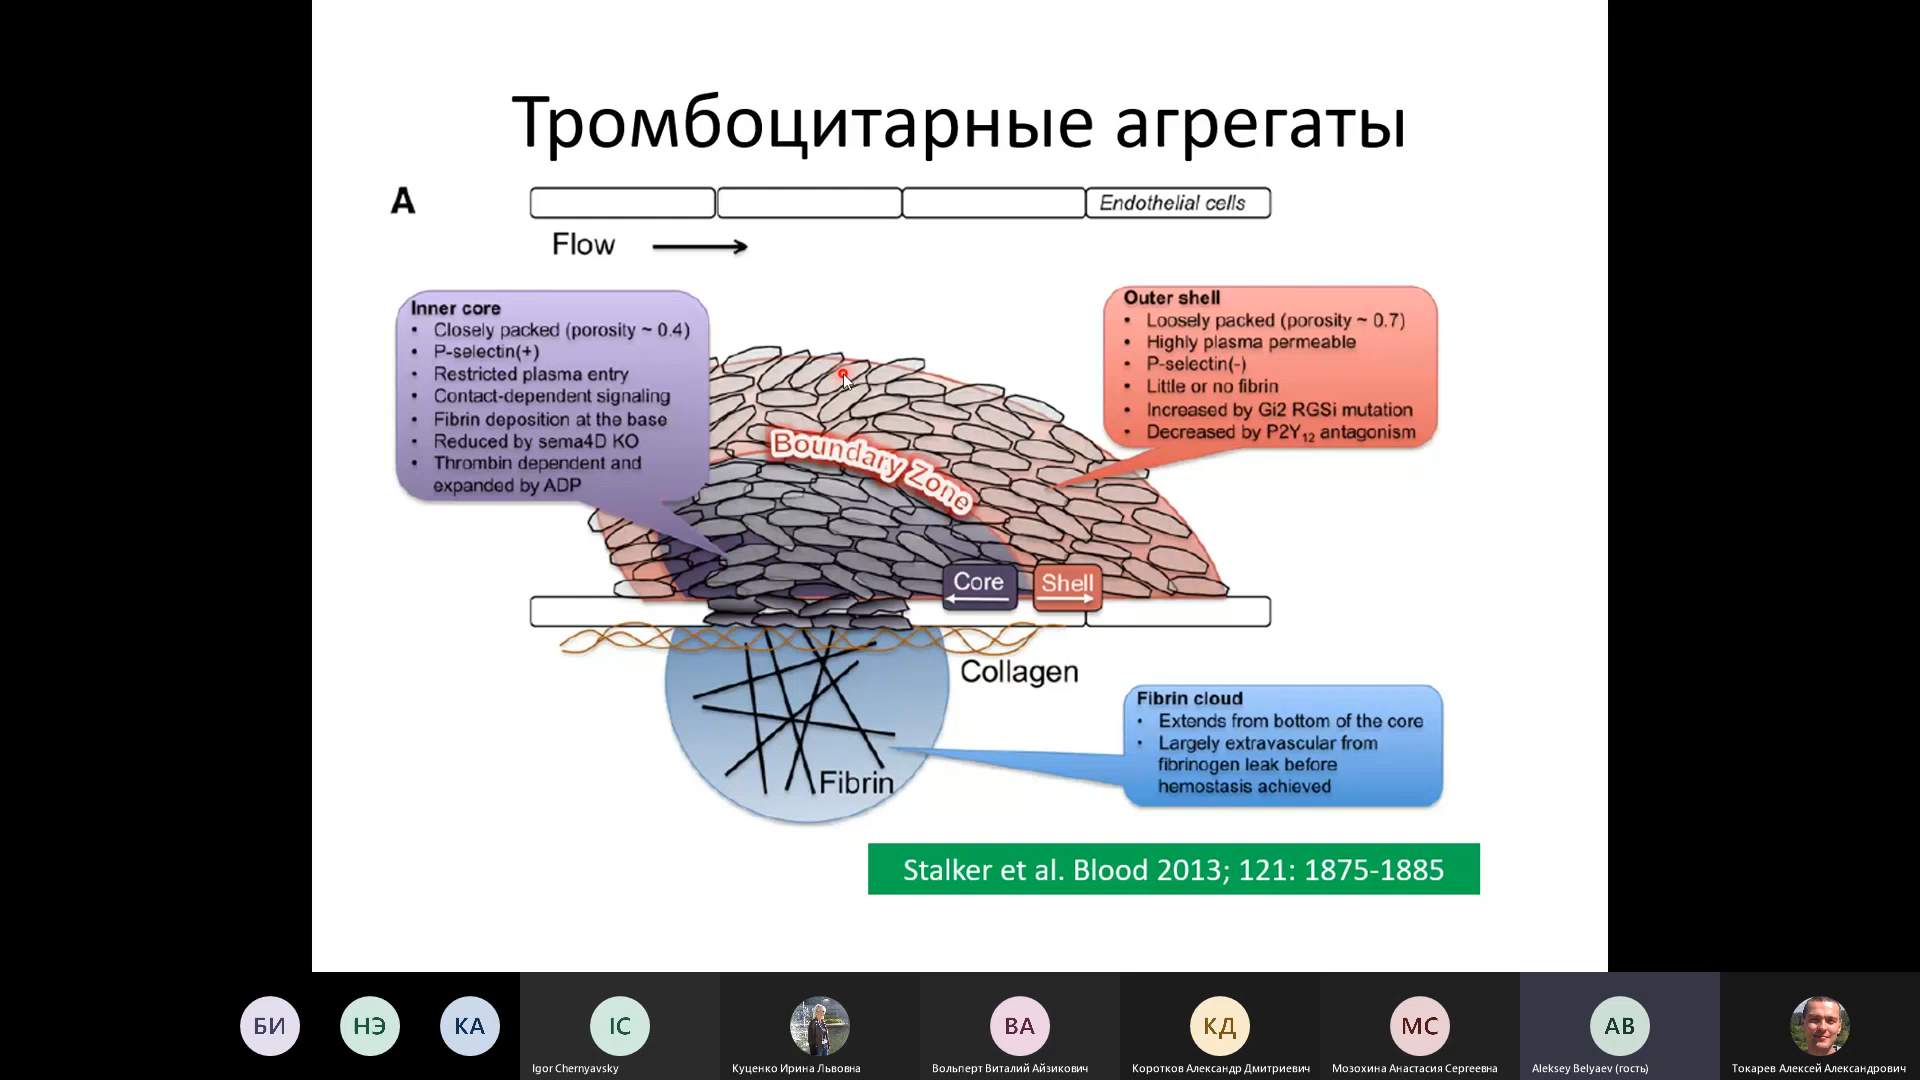 Тромбоцитарные агрегаты
A
Endothelial cells
Flow
Inner core
• Closely packed (porosity ~ 0.4)
• P-selectin(+)
• Restricted plasma entry
• Contact-dependent signaling
• Fibrin deposition at the base
• Reduced by sema4D KO
• Thrombin dependent and
expanded by ADP
Outer shell
• Loosely packed (porosity ~ 0.7)
• Highly plasma permeable
• P-selectin(-)
• Little or no fibrin
• Increased by Gi2 RGSi mutation
• Decreased by P2Y12 antagonism
Boundary Zone
Core
Shell
Collagen
Fibrin
Fibrin cloud
• Extends from bottom of the core
• Largely extravascular from
fibrinogen leak before
hemostasis achieved
Stalker et al. Blood 2013; 121: 1875-1885
БИ
НЭ
КА
IC
ВА
КД
МС
AB
Igor Chernyavsky
Куценко Ирина Львовна
Вольперт Виталий Айзикович
Коротков Александр Дмитриевич
Мозохина Анастасия Сергеевна
Aleksey Belyaev (гость)
Токарев Алексей Александрович